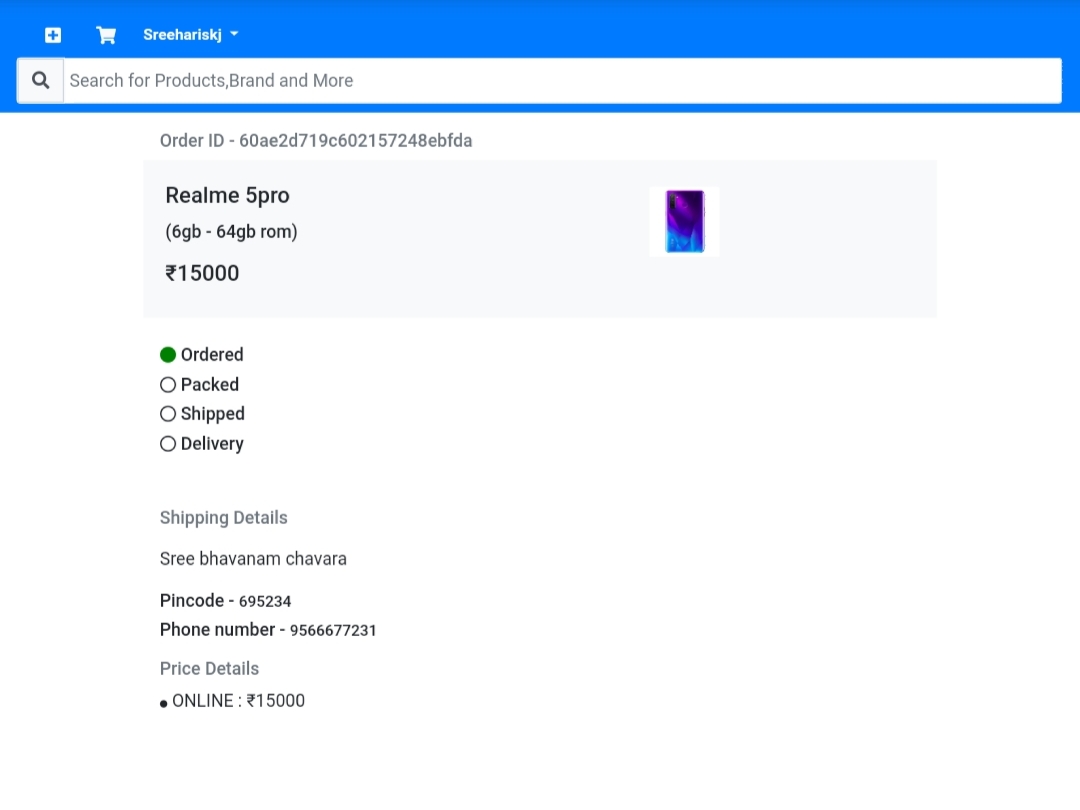 Sreehariskj
Search for Products,Brand and More
Order ID - 60ae2d719c602157248ebfda
Realme 5pro
(6gb - 64gb rom)
₹15000
Ordered
Packed
Shipped
Delivery
Shipping Details
Sree bhavanam chavara
Pincode - 695234
Phone number - 9566677231
Price Details
ONLINE : ₹15000